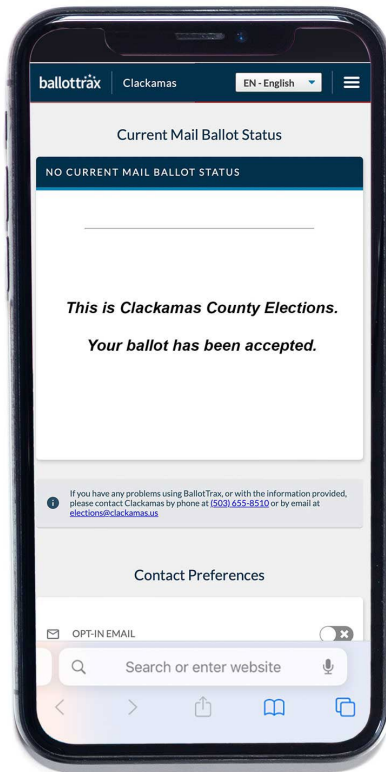 ballottrax Clackamas EN - English
Current Mail Ballot Status
NO CURRENT MAIL BALLOT STATUS
This is Clackamas County Elections.
Your ballot has been accepted.
If you have any problems using BallotTrax, or with the information provided,
please contact Clackamas by phone at (503) 655-8510 or by email at
elections@clackamas.us
Contact Preferences
OPT-IN EMAIL
Search or enter website